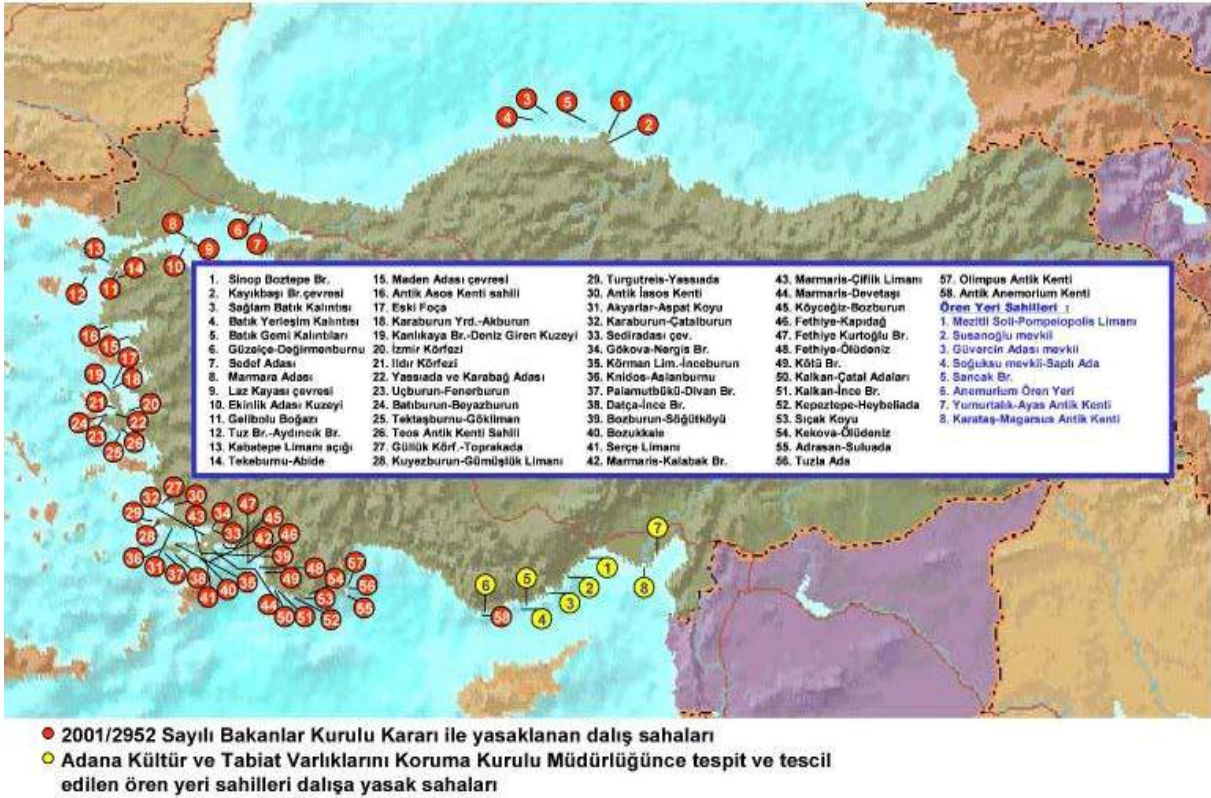 1. Sinop Boztepe Br.
2. Kayıkbaşı Br.çevresi
3. Sağlam Batık Kalıntısı
4. Batık Yerleşim Kalıntısı
5. Batık Gemi Kalıntıları
6. Güzelçe-Değirmenburnu
7. Sedef Adası
8. Marmara Adası
9. Laz Kayası çevresi
10. Ekinlik Adası Kuzeyi
11. Gelibolu Boğazı
12. Tuz Br.-Aydıncık Br.
13. Kabatepe Limanı açığı
14. Tekeburnu-Abide
15. Maden Adası çevresi
16. Antik Asos Kenti sahili
17. Eski Foça
18. Karaburun Yrd.-Akburun
19. Kanlıkaya Br.-Deniz Giren Kuzeyi
20. İzmir Körfezi
21. Ildır Körfezi
22. Yassıada ve Karabağ Adası
23. Uçburun-Fenerburun
24. Batıburun-Beyazburun
25. Tektaşburnu-Gökliman
26. Teos Antik Kenti Sahili
27. Güllük Körf.-Toprakada
28. Kuyezburun-Gümüşlük Limanı
29. Turgutreis-Yassıada
30. Antik İasos Kenti
31. Akyarlar-Aspat Koyu
32. Karaburun-Çatalburun
33. Sediradası çev.
34. Gökova-Nergis Br.
35. Körman Lim.-İnceburun
36. Knidos-Aslanburnu
37. Palamutbükü-Divan Br.
38. Datça-İnce Br.
39. Bozburun-Söğütköyü
40. Bozukkale
41. Serçe Limanı
42. Marmaris-Kalabak Br.
43. Marmaris-Çiflik Limanı
44. Marmaris-Devetaşı
45. Köyceğiz-Bozburun
46. Fethiye-Kapıdağ
47. Fethiye Kurtoğlu Br.
48. Fethiye-Ölüdeniz
49. Kötü Br.
50. Kalkan-Çatal Adaları
51. Kalkan-İnce Br.
52. Kepeztepe-Heybeliada
53. Sıçak Koyu
54. Kekova-Ölüdeniz
55. Adrasan-Suluada
56. Tuzla Ada
57. Olimpus Antik Kenti
58. Antik Anemorium Kenti
Ören Yeri Sahilleri :
1. Mezitli Soli-Pompeiopolis Limanı
2. Susanoğlu mevkii
3. Güvercin Adası mevkii
4. Soğuksu mevkii-Saplı Ada
5. Sancak Br.
6. Anemurium Ören Yeri
7. Yumurtalık-Ayas Antik Kenti
8. Karataş-Magarsus Antik Kenti
2001/2952 Sayılı Bakanlar Kurulu Kararı ile yasaklanan dalış sahaları
Adana Kültür ve Tabiat Varlıklarını Koruma Kurulu Müdürlüğünce tespit ve tescil
edilen ören yeri sahilleri dalışa yasak sahaları